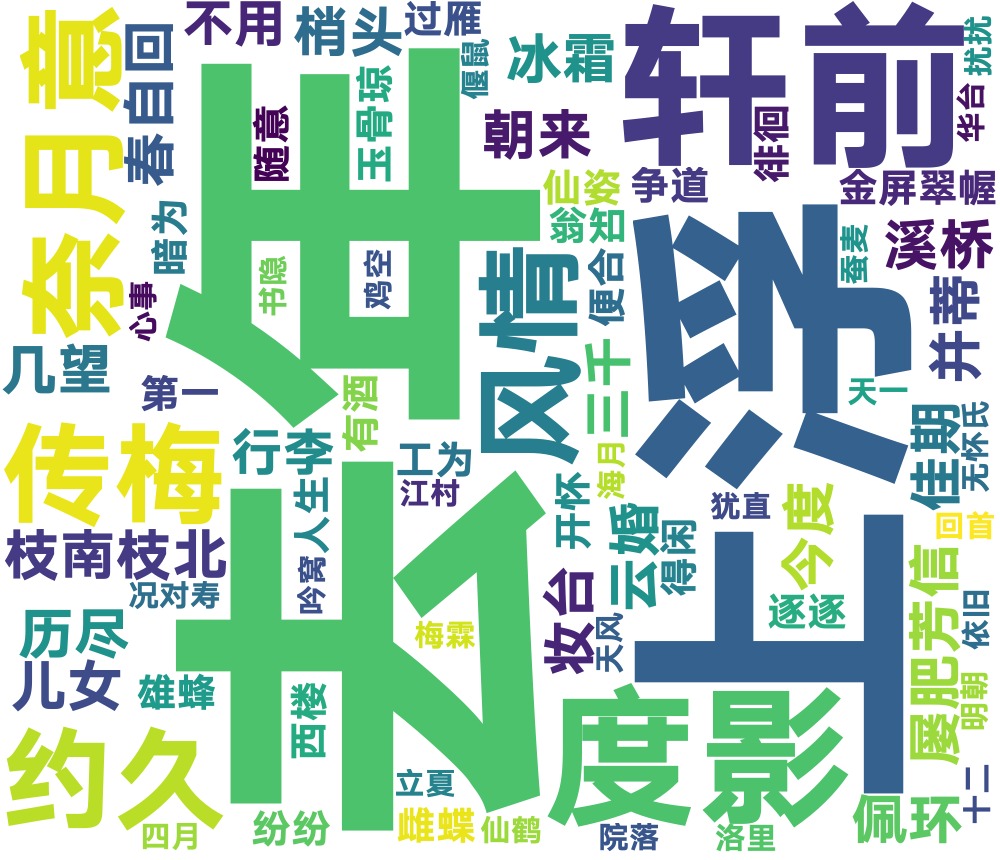 意
月奈
春自回
不用
梢头
过雁
偃鼠
冰霜
轩前
扰扰
去年
随意
玉骨琼
朝来
徘徊
华台
仙姿
争道
金屏翠幄
暗为
翁知
上浮
溪桥
蚕麦
书隐
鸡空
风情
便合
心事
并蒂
几望
第一
有酒
三千
天一
传梅
行李
工为
江村
海月
佳期
无怀氏
人生
开怀
云婚
得闲
犹直
今度
回首
枝南枝北
吟窝
况对寿
历尽
儿女
梅霖
妆台
天风
逐逐
屡肥芳信
依旧
雄蜂
西楼
度影
明朝
约久
立夏
四月
纷纷
雌蝶
仙鹤
院落
洛里
佩环
十二